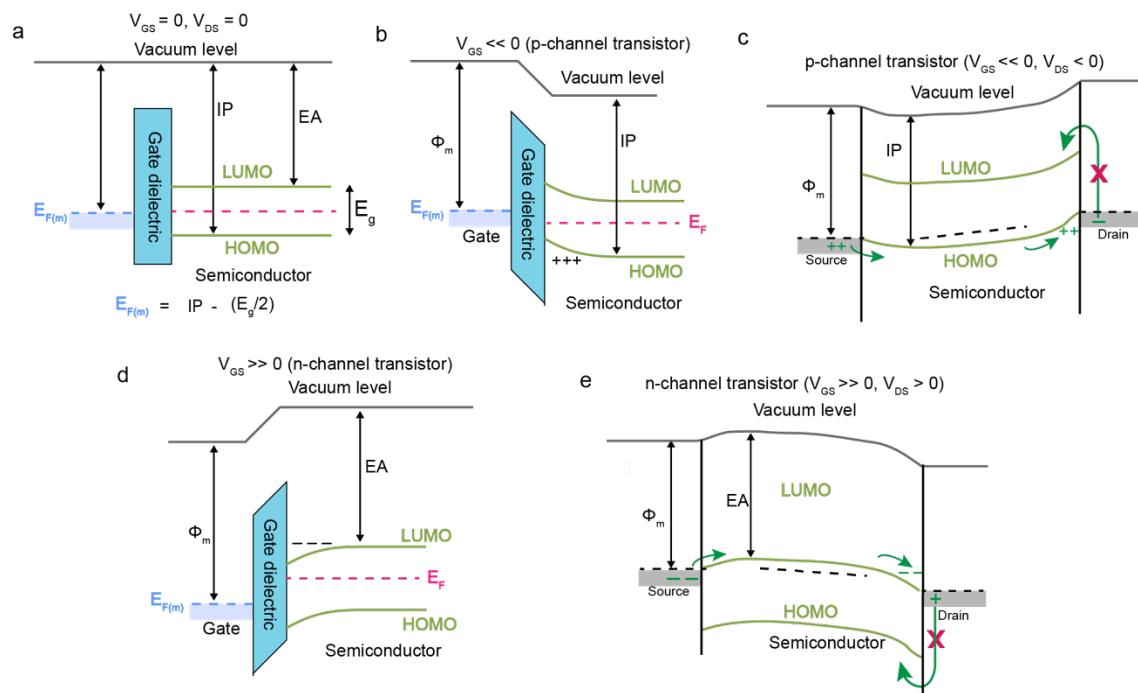 a
V_GS = 0, V_DS = 0
Vacuum level
IP
EA
Gate dielectric
LUMO
E_F(m)
E_g
HOMO
Semiconductor
E_F(m) = IP - (E_g/2)
b
V_GS << 0 (p-channel transistor)
Vacuum level
Φ_m
IP
Gate dielectric
LUMO
E_F(m)
E_F
Gate
+++
HOMO
Semiconductor
c
p-channel transistor (V_GS << 0, V_DS < 0)
Vacuum level
IP
Φ_m
LUMO
X
++
−
Drain
++
Source
HOMO
Semiconductor
d
V_GS >> 0 (n-channel transistor)
Vacuum level
EA
Φ_m
Gate dielectric
LUMO
E_F
E_F(m)
Gate
HOMO
Semiconductor
e
n-channel transistor (V_GS >> 0, V_DS > 0)
Vacuum level
EA
LUMO
Φ_m
− −
Source
− −
+
Drain
HOMO
X
Semiconductor